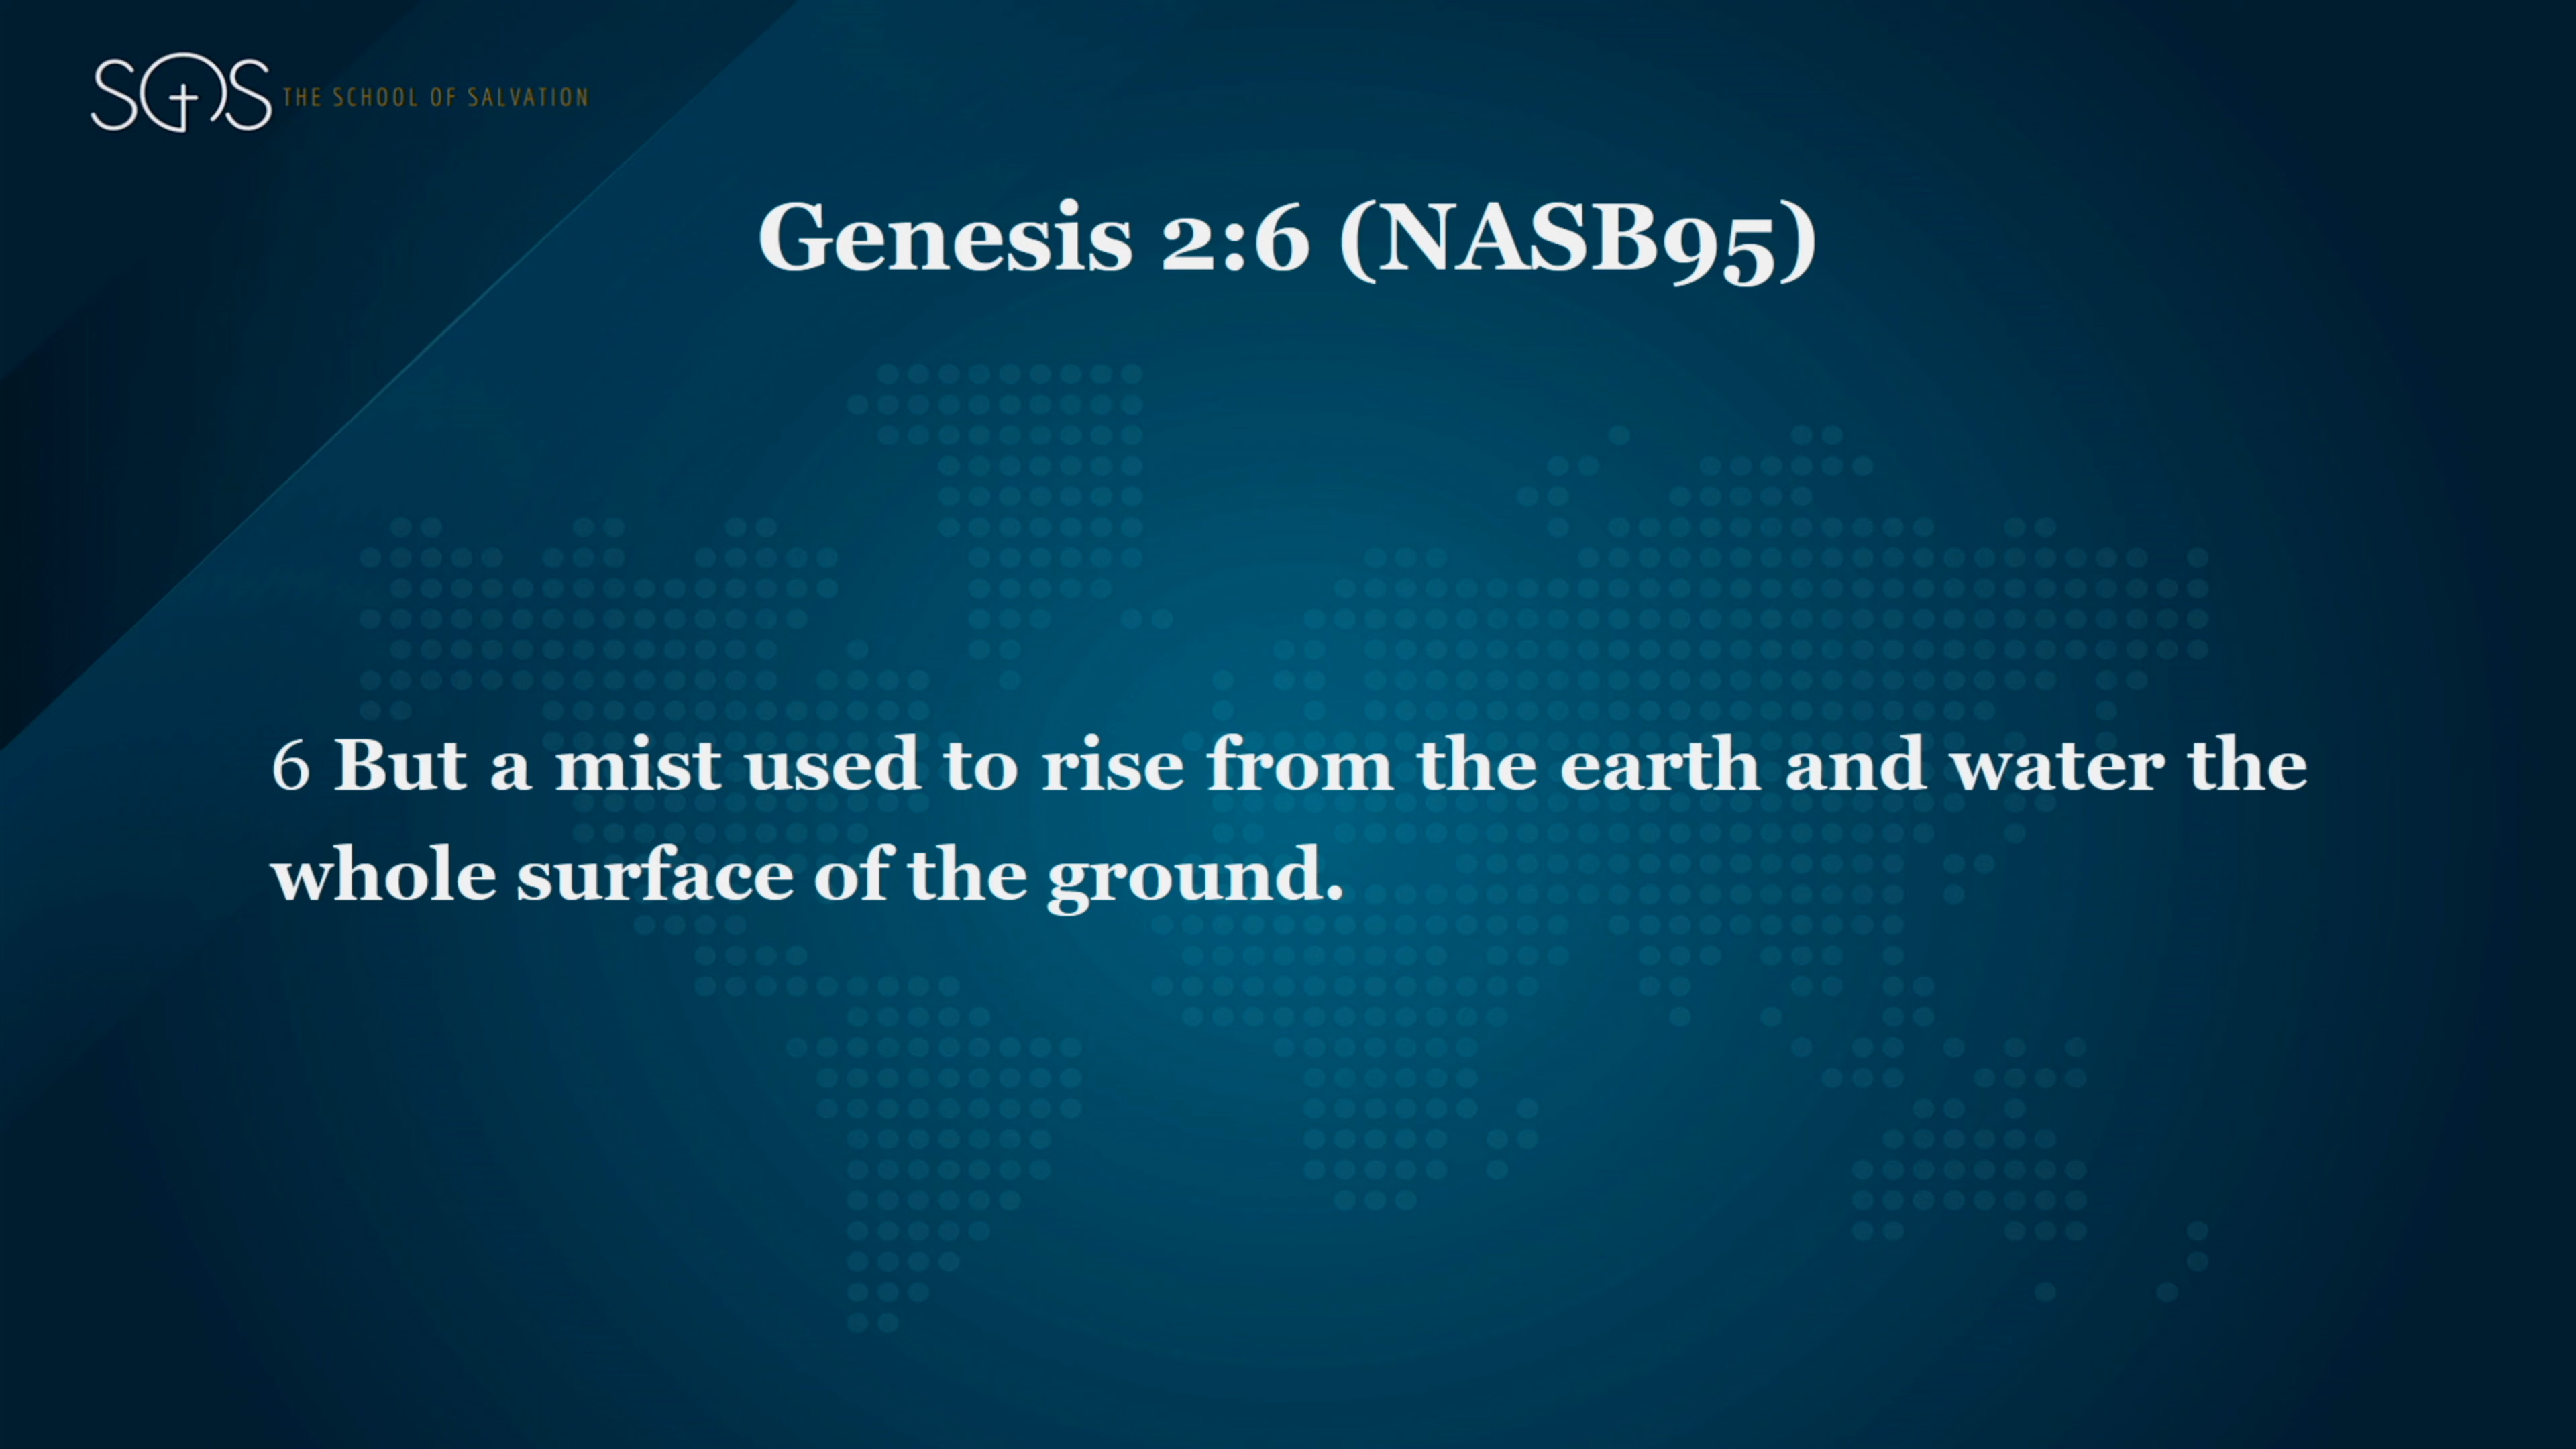 SOS THE SCHOOL OF SALVATION
Genesis 2:6 (NASB95)
6 But a mist used to rise from the earth and water the
whole surface of the ground.